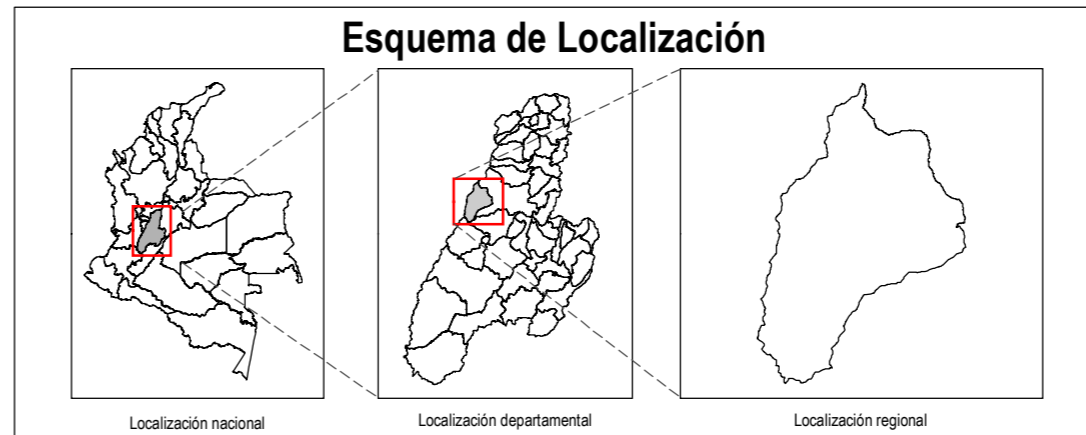 Esquema de Localización
Localización nacional
Localización departamental
Localización regional